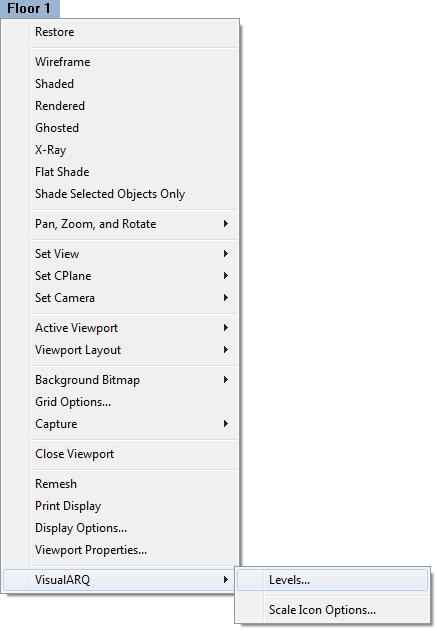 Floor 1
Restore
Wireframe
Shaded
Rendered
Ghosted
X-Ray
Flat Shade
Shade Selected Objects Only
Pan, Zoom, and Rotate
Set View
Set CPlane
Set Camera
Active Viewport
Viewport Layout
Background Bitmap
Grid Options...
Capture
Close Viewport
Remesh
Print Display
Display Options...
Viewport Properties...
VisualARQ
Levels...
Scale Icon Options...